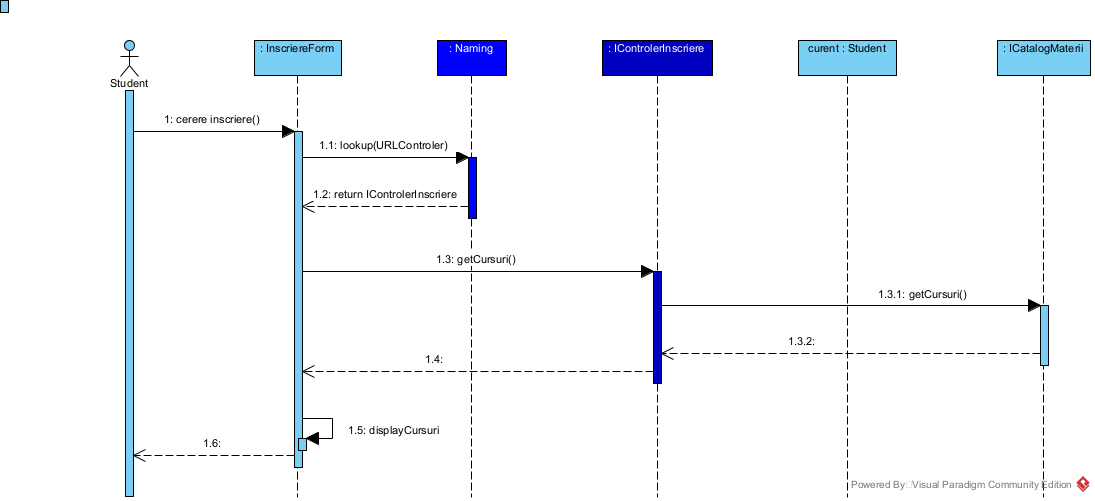 : InscriereForm
: Naming
: IControlerInscriere
curent : Student
: ICatalogMaterii
Student
1: cerere inscriere()
1.1: lookup(URLControler)
1.2: return IControlerInscriere
1.3: getCursuri()
1.3.1: getCursuri()
1.3.2:
1.4:
1.5: displayCursuri
1.6:
Powered By Visual Paradigm Community Edition